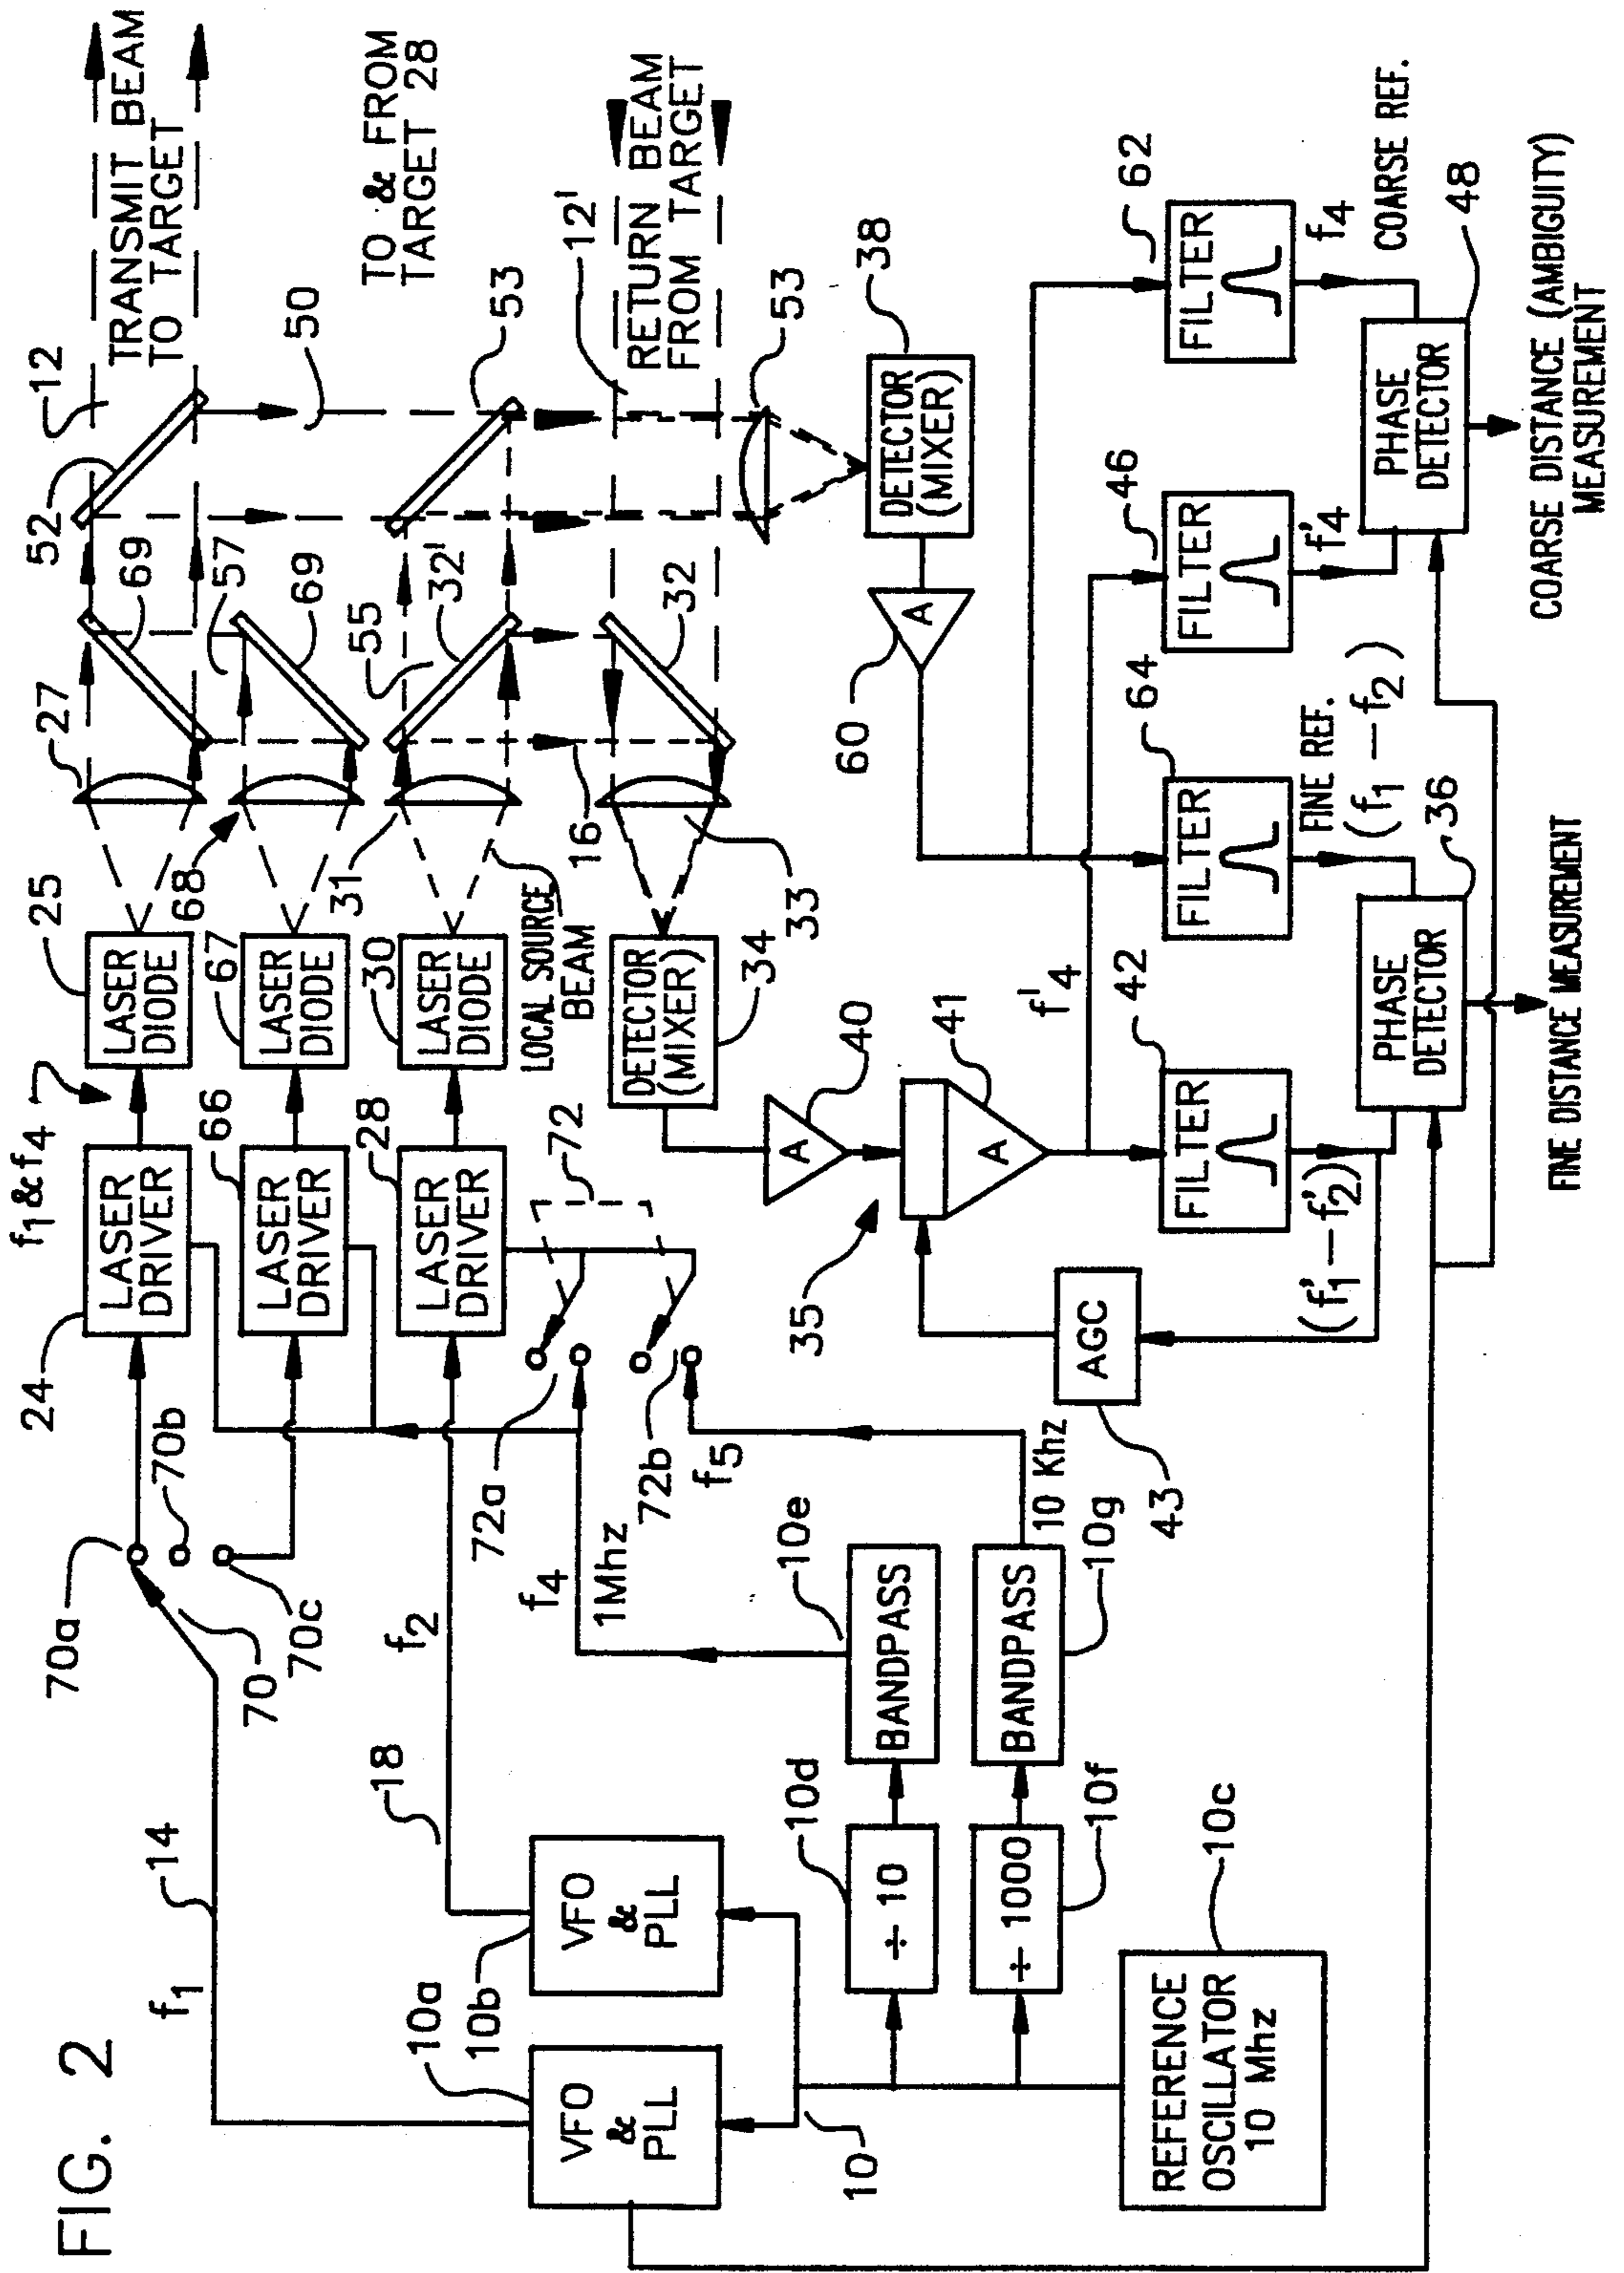 FIG. 2
f1
14
70a
70
70b
70c
24
f1&f4
LASER
DRIVER
25
LASER
DIODE
27
69
52
12
TRANSMIT BEAM
TO TARGET
66
LASER
DRIVER
67
LASER
DIODE
68
57
69
50
TO & FROM
TARGET 28
18
f2
28
LASER
DRIVER
30
LASER
DIODE
31
55
32'
53
10a
VFO
&
PLL
10b
VFO
&
PLL
72a
72
72b
f4
1Mhz
f5
LOCAL SOURCE
BEAM
16
12'
RETURN BEAM
FROM TARGET
DETECTOR
(MIXER)
34
33
32
53
38
DETECTOR
(MIXER)
10
10d
÷ 10
10e
BANDPASS
10f
÷ 1000
BANDPASS
10g
10 Khz
REFERENCE
OSCILLATOR
10 Mhz
10c
35
40
A
A
41
43
AGC
60
A
f'4
42
FILTER
(f'1—f'2)
64
FILTER
FINE REF.
(f1—f2)
46
FILTER
f'4
62
FILTER
f4
COARSE REF.
PHASE
DETECTOR
36
PHASE
DETECTOR
48
FINE DISTANCE MEASUREMENT
COARSE DISTANCE (AMBIGUITY)
MEASUREMENT